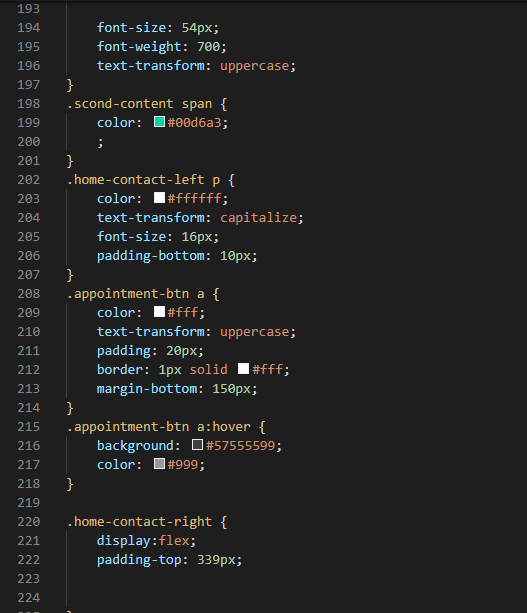 193
194 font-size: 54px;
195 font-weight: 700;
196 text-transform: uppercase;
197 }
198 .scond-content span {
199 color: #00d6a3;
200 ;
201 }
202 .home-contact-left p {
203 color: #ffffff;
204 text-transform: capitalize;
205 font-size: 16px;
206 padding-bottom: 10px;
207 }
208 .appointment-btn a {
209 color: #fff;
210 text-transform: uppercase;
211 padding: 20px;
212 border: 1px solid #fff;
213 margin-bottom: 150px;
214 }
215 .appointment-btn a:hover {
216 background: #57555599;
217 color: #999;
218 }
219
220 .home-contact-right {
221 display:flex;
222 padding-top: 339px;
223
224